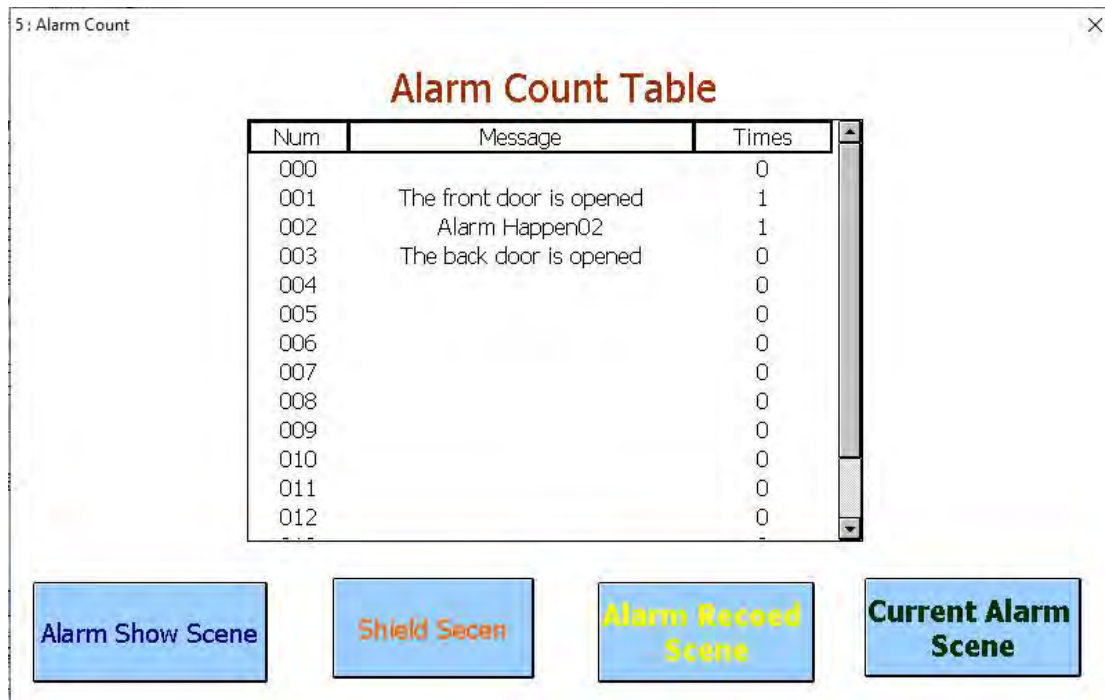 5 : Alarm Count
Alarm Count Table
Num Message Times
000 0
001 The front door is opened 1
002 Alarm Happen02 1
003 The back door is opened 0
004 0
005 0
006 0
007 0
008 0
009 0
010 0
011 0
012 0
Alarm Show Scene
Shield Secen
Alarm Recoed
Scene
Current Alarm
Scene